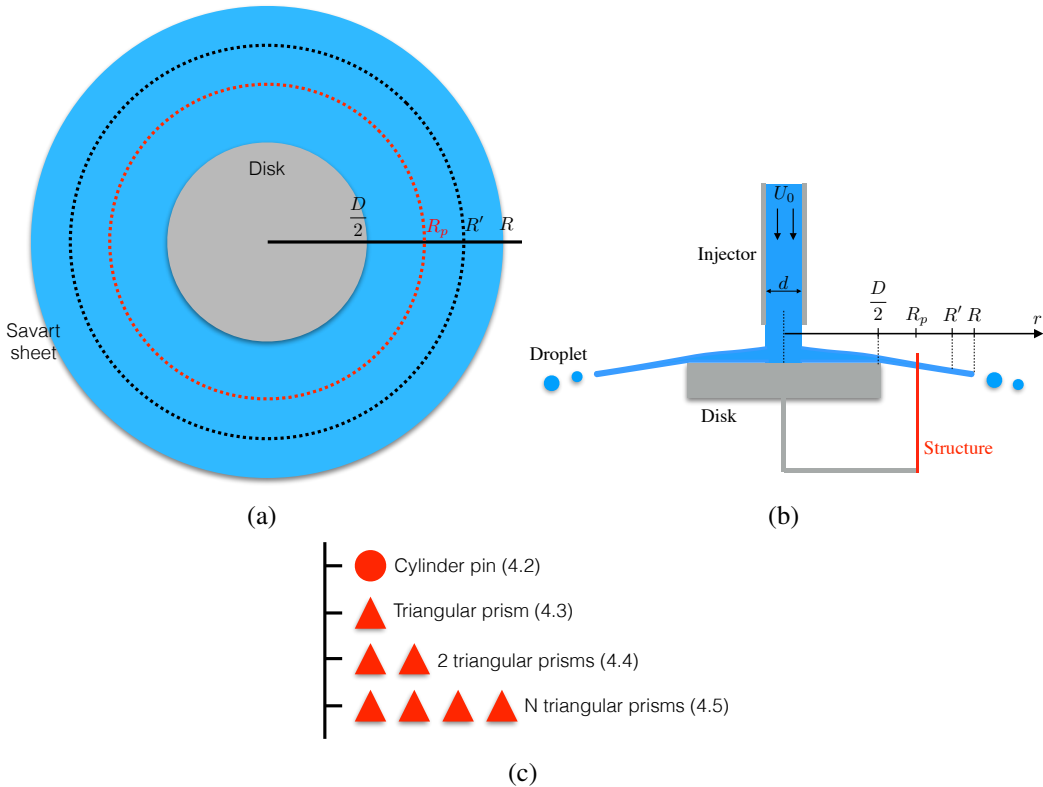 Disk
D
2
R_p
R'
R
Savart
sheet
(a)
U_0
Injector
d
D
2
R_p
R'
R
r
Droplet
Disk
Structure
(b)
Cylinder pin (4.2)
Triangular prism (4.3)
2 triangular prisms (4.4)
N triangular prisms (4.5)
(c)